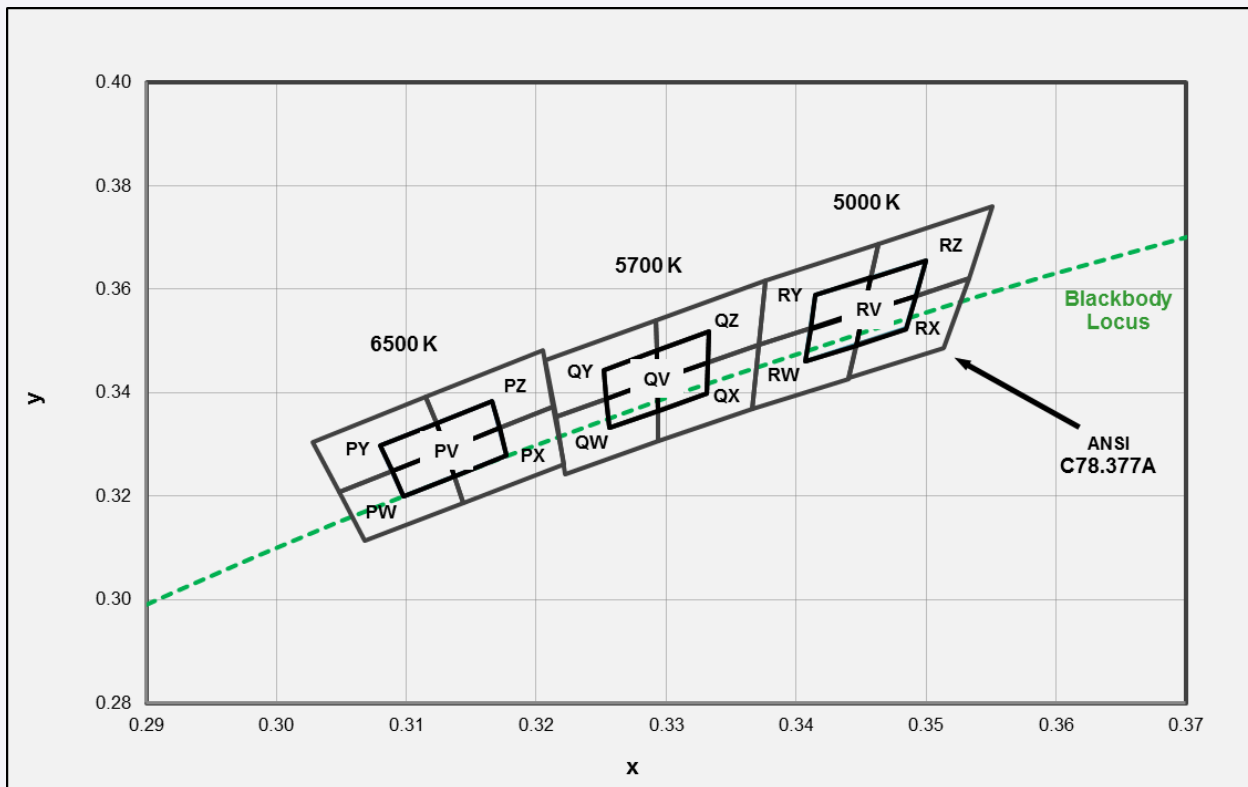 0.40
0.38
0.36
0.34
0.32
0.30
0.28
y
0.29
0.30
0.31
0.32
0.33
0.34
0.35
0.36
0.37
x
6500 K
5700 K
5000 K
PY
PZ
PV
PX
PW
QY
QZ
QV
QX
QW
RY
RZ
RV
RX
RW
Blackbody
Locus
ANSI
C78.377A